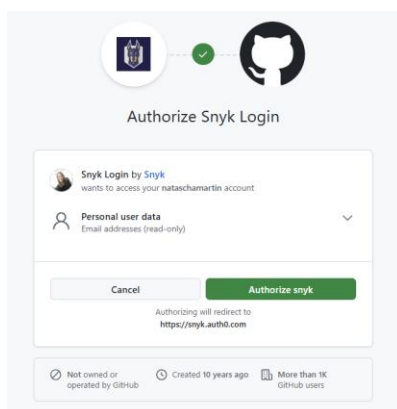 Authorize Snyk Login
Snyk Login by Snyk
wants to access your nataschamartin account
Personal user data
Email addresses (read-only)
Cancel
Authorize snyk
Authorizing will redirect to
https://snyk.auth0.com
Not owned or
operated by GitHub
Created 10 years ago
More than 1K
GitHub users